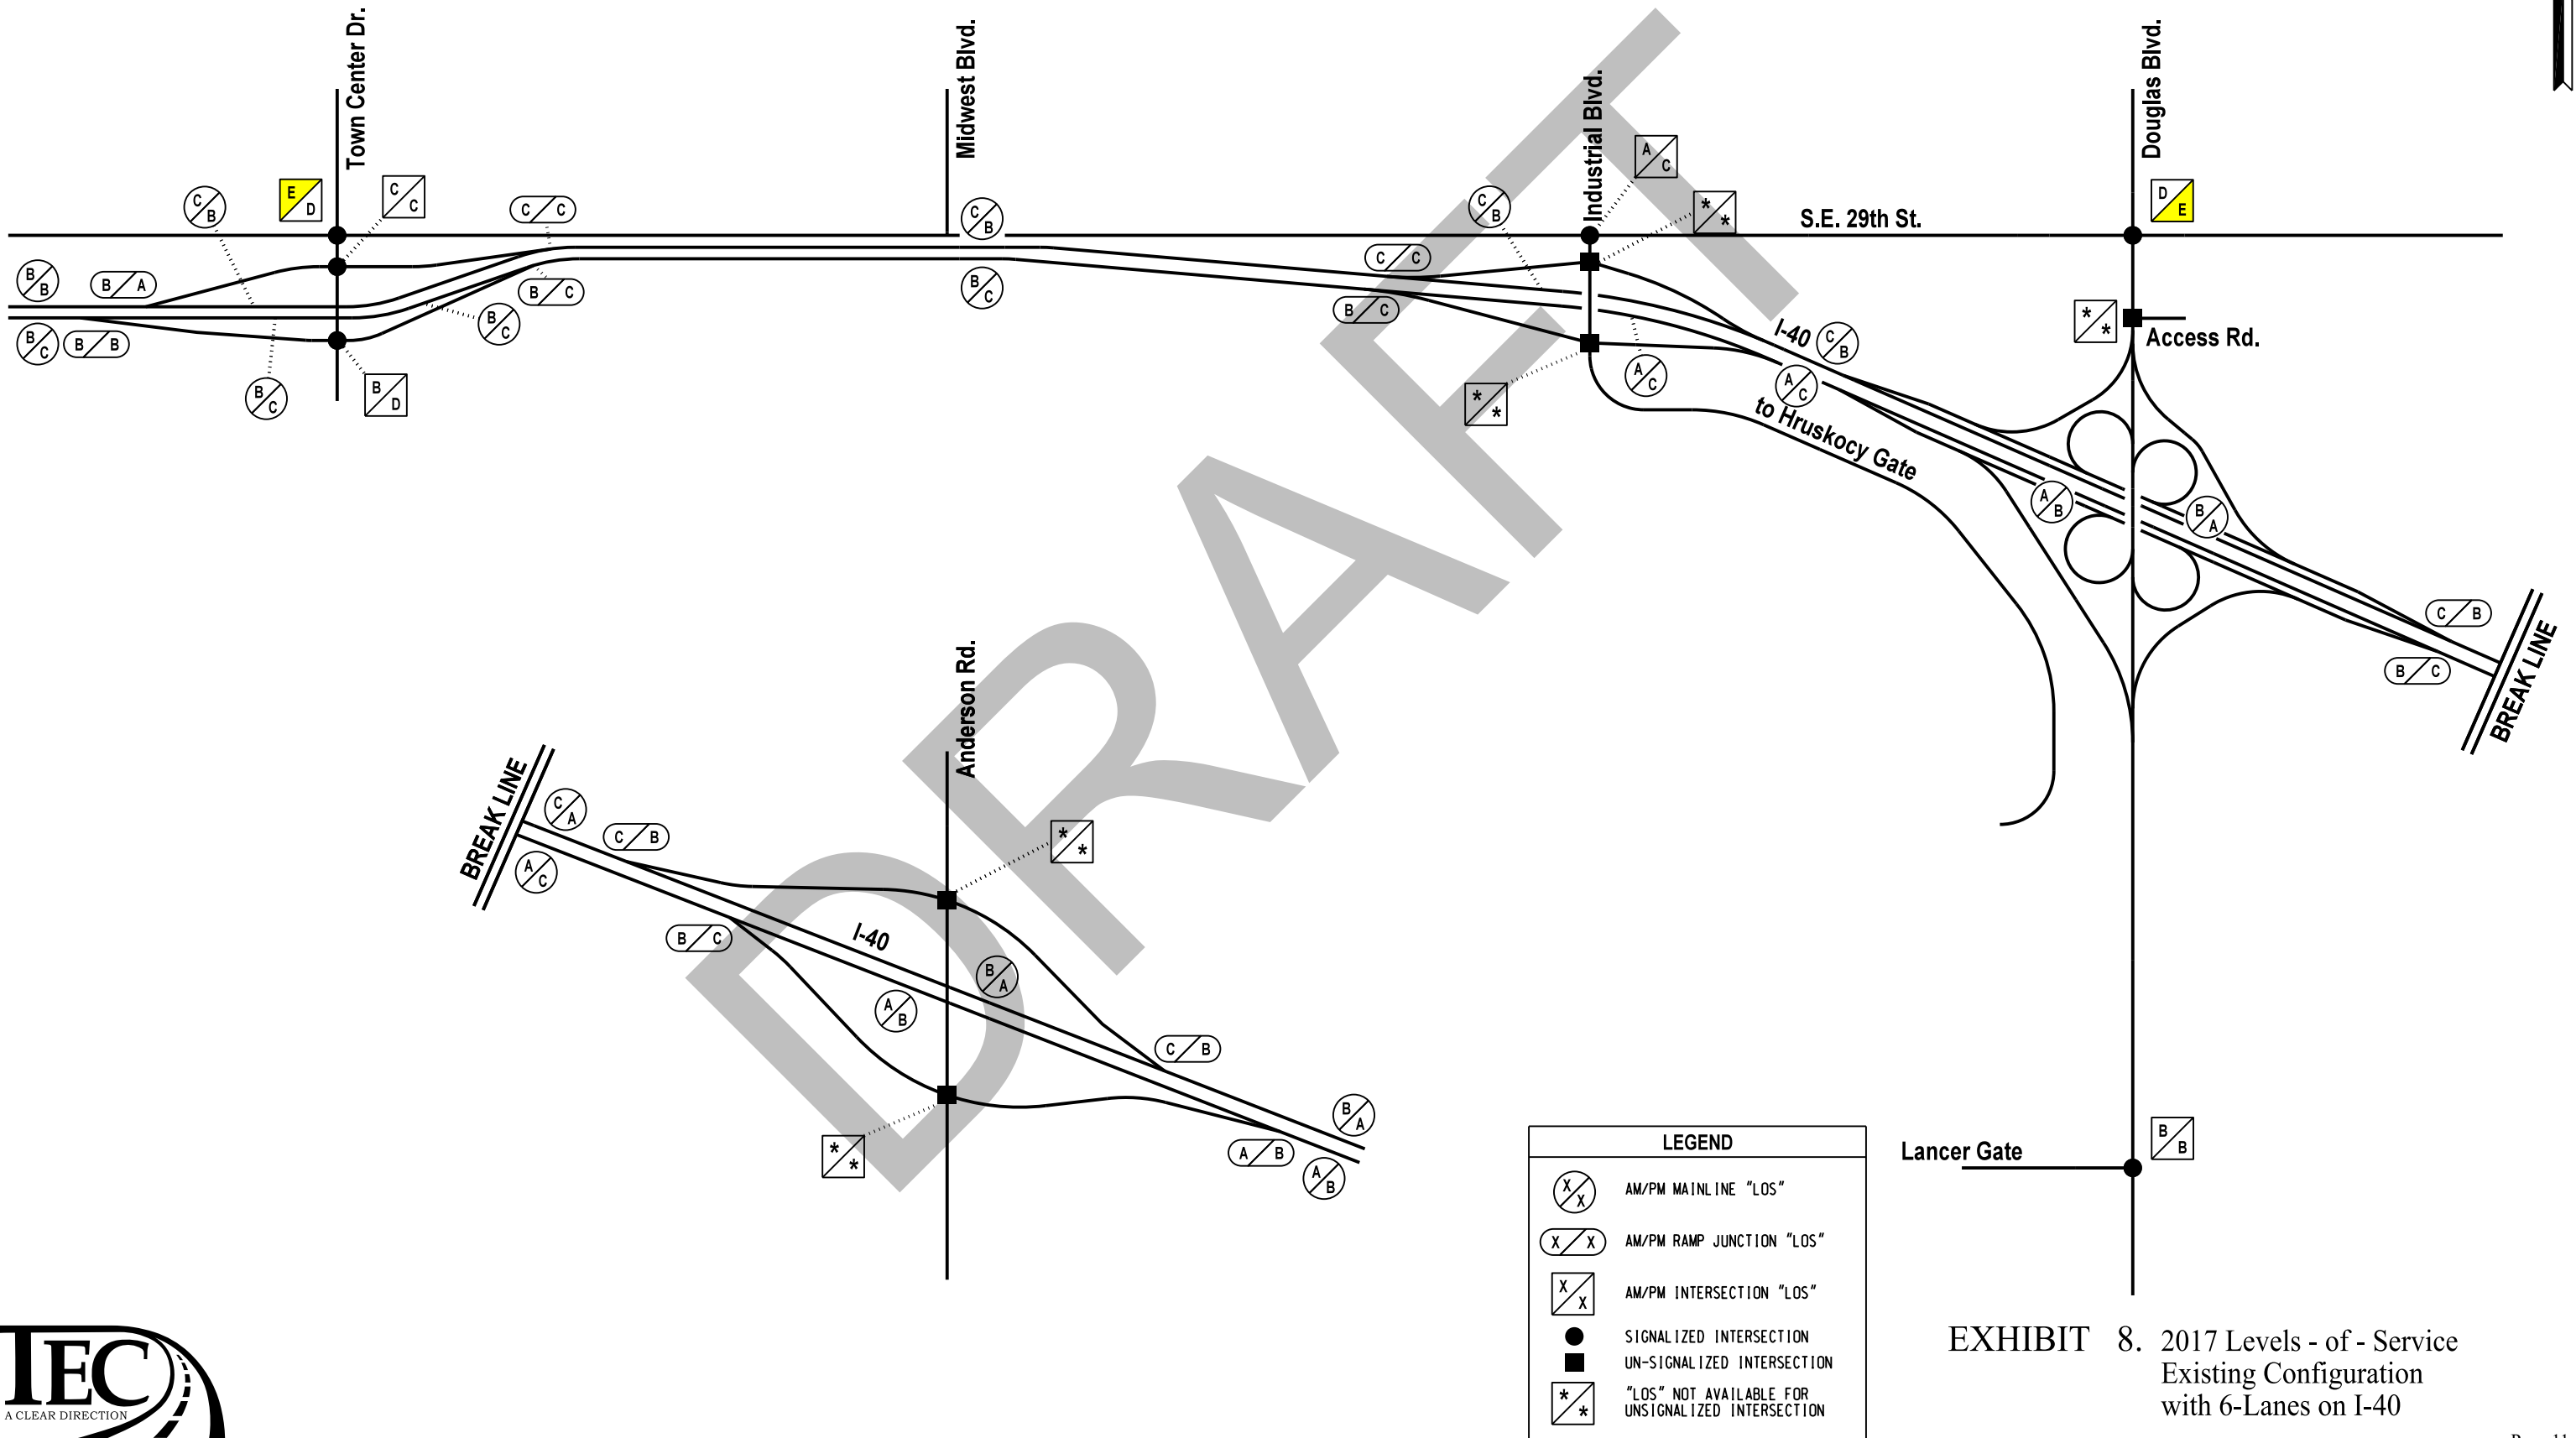 Town Center Dr.
Midwest Blvd.
Industrial Blvd.
Douglas Blvd.
A C
E D
C C
* *
D E
C B
C C
C B
C B
S.E. 29th St.
B B
B A
C C
B C
B C
B C
* *
B C
B B
B C
B C
I-40
C B
Access Rd.
B C
B D
A C
A C
* *
to Hruskocy Gate
A B
B A
C B
B C
BREAK LINE
Anderson Rd.
BREAK LINE
C A
C B
* *
A C
B C
I-40
B A
A B
C B
B A
A B
A B
* *
Lancer Gate
B B
LEGEND
X X AM/PM MAINLINE "LOS"
X X AM/PM RAMP JUNCTION "LOS"
X X AM/PM INTERSECTION "LOS"
SIGNALIZED INTERSECTION
UN-SIGNALIZED INTERSECTION
* * "LOS" NOT AVAILABLE FOR
UNSIGNALIZED INTERSECTION
EXHIBIT 8. 2017 Levels - of - Service
Existing Configuration
with 6-Lanes on I-40
TEC
A CLEAR DIRECTION
DRAFT